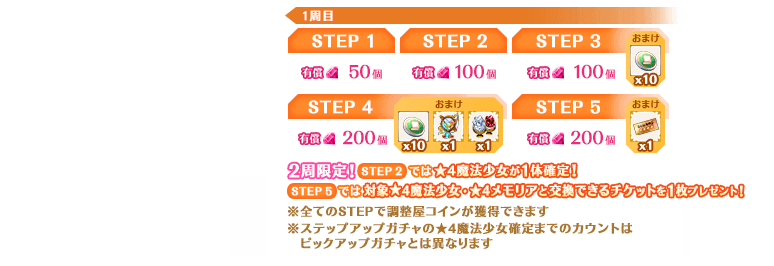 1周目
STEP 1
有償 50個
STEP 2
有償 100個
STEP 3
有償 100個
おまけ
x10
STEP 4
有償 200個
おまけ
x10 x1 x1
STEP 5
有償 200個
おまけ
x1
2周限定！ STEP 2 では★4魔法少女が1体確定！
STEP 5 では対象★4魔法少女・★4メモリアと交換できるチケットを1枚プレゼント！
※全てのSTEPで調整屋コインが獲得できます
※ステップアップガチャの★4魔法少女確定までのカウントは
ピックアップガチャとは異なります